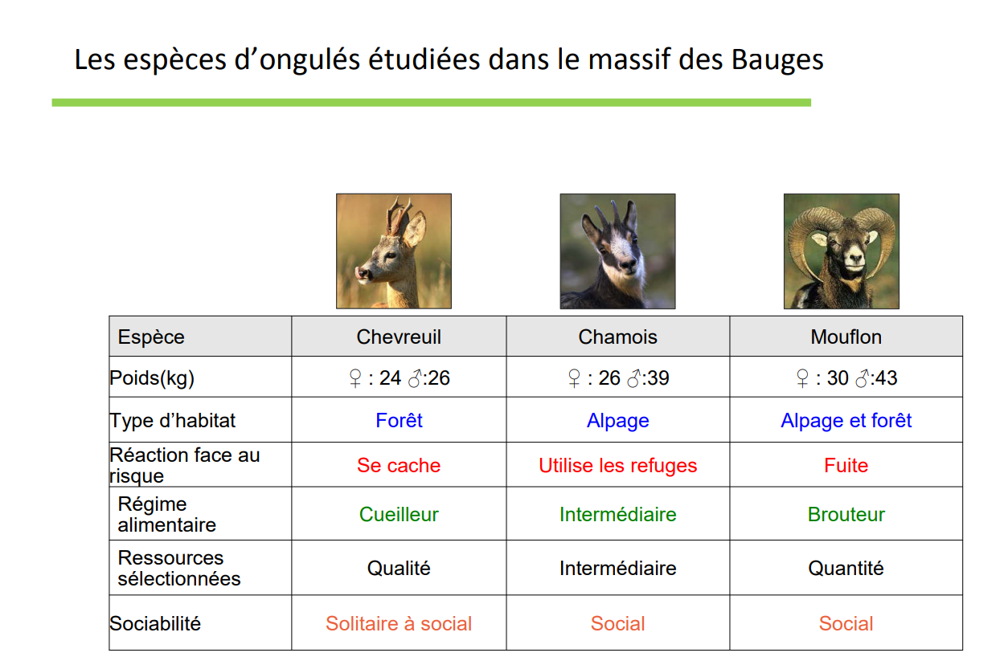 Les espèces d’ongulés étudiées dans le massif des Bauges
Espèce Chevreuil Chamois Mouflon
Poids(kg) ♀ : 24 ♂:26 ♀ : 26 ♂:39 ♀ : 30 ♂:43
Type d’habitat Forêt Alpage Alpage et forêt
Réaction face au
risque Se cache Utilise les refuges Fuite
Régime
alimentaire Cueilleur Intermédiaire Brouteur
Ressources
sélectionnées Qualité Intermédiaire Quantité
Sociabilité Solitaire à social Social Social